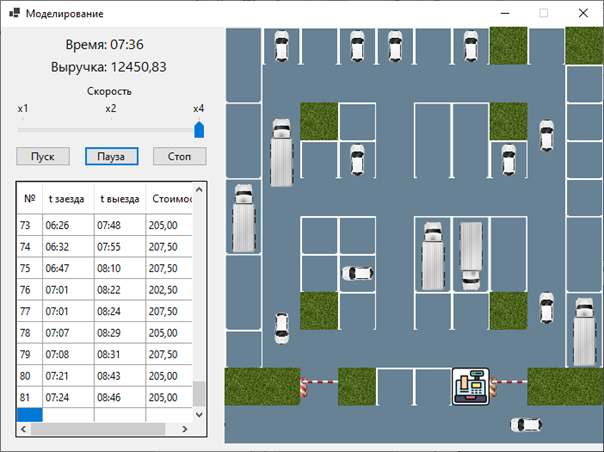 Моделирование
Время: 07:36
Выручка: 12450,83
Скорость
x1 x2 x4
Пуск Пауза Стоп
№ t заезда t выезда Стоимос
73 06:26 07:48 205,00
74 06:32 07:55 207,50
75 06:47 08:10 207,50
76 07:01 08:22 202,50
77 07:01 08:24 207,50
78 07:07 08:29 205,00
79 07:08 08:31 207,50
80 07:21 08:43 205,00
81 07:24 08:46 205,00